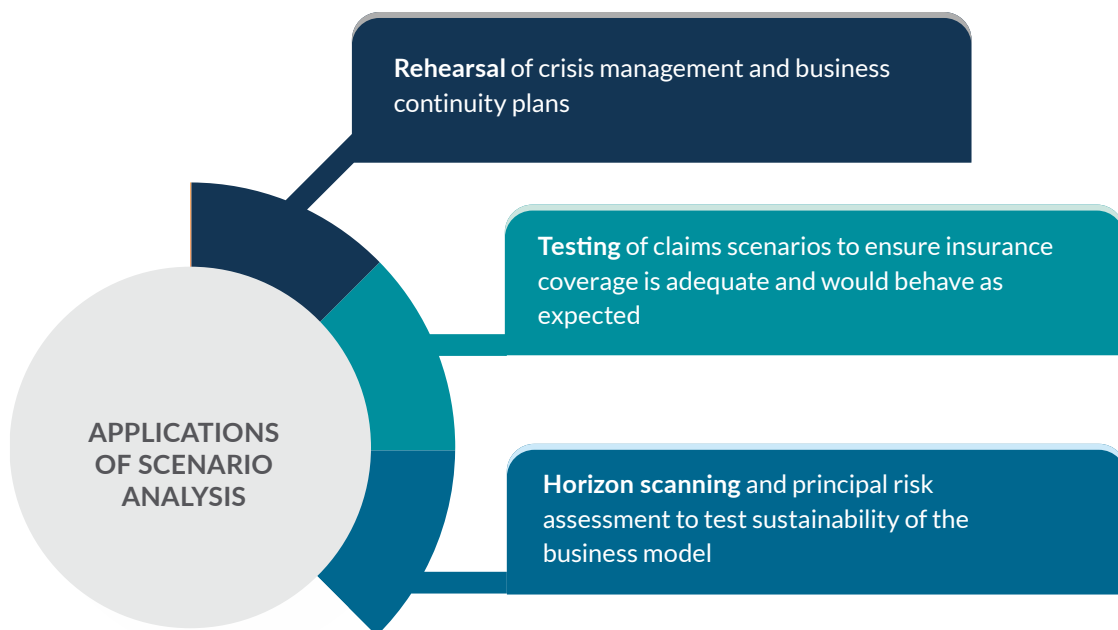 Rehearsal of crisis management and business
continuity plans
Testing of claims scenarios to ensure insurance
coverage is adequate and would behave as
expected
APPLICATIONS
OF SCENARIO
ANALYSIS
Horizon scanning and principal risk
assessment to test sustainability of the
business model